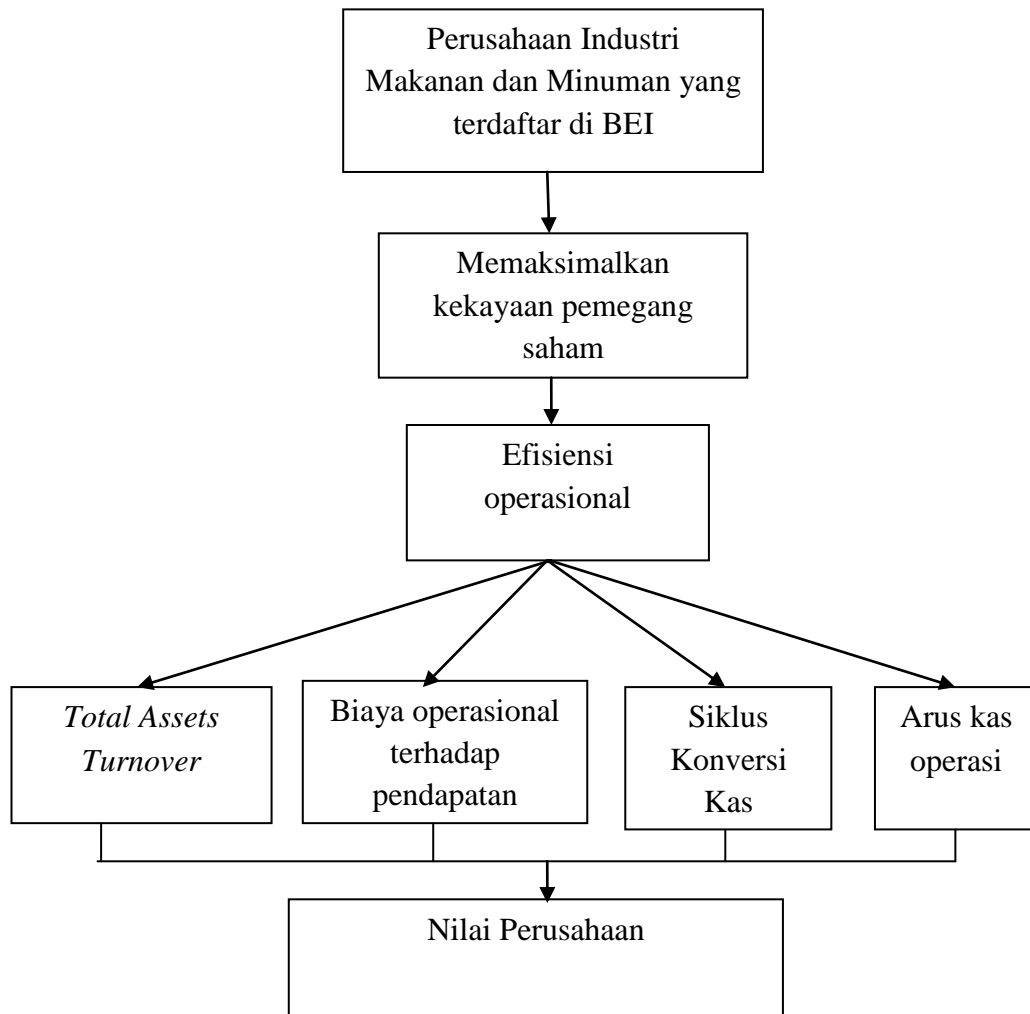 Perusahaan Industri
Makanan dan Minuman yang
terdaftar di BEI
Memaksimalkan
kekayaan pemegang
saham
Efisiensi
operasional
Total Assets
Turnover
Biaya operasional
terhadap
pendapatan
Siklus
Konversi
Kas
Arus kas
operasi
Nilai Perusahaan